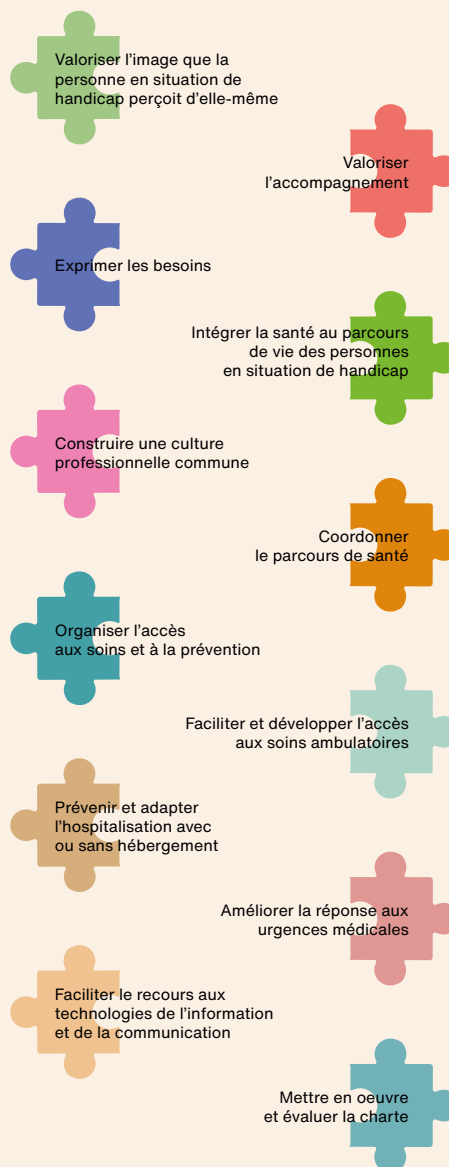 Valoriser l'image que la
personne en situation de
handicap perçoit d'elle-même
Valoriser
l'accompagnement
Exprimer les besoins
Intégrer la santé au parcours
de vie des personnes
en situation de handicap
Construire une culture
professionnelle commune
Coordonner
le parcours de santé
Organiser l'accès
aux soins et à la prévention
Faciliter et développer l'accès
aux soins ambulatoires
Prévenir et adapter
l'hospitalisation avec
ou sans hébergement
Améliorer la réponse aux
urgences médicales
Faciliter le recours aux
technologies de l'information
et de la communication
Mettre en oeuvre
et évaluer la charte